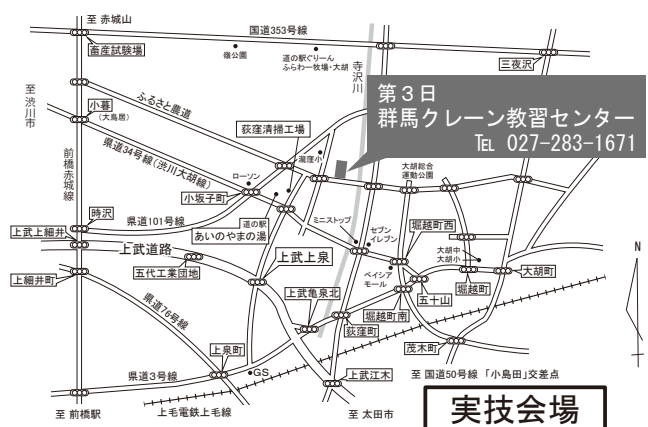 至 赤城山
国道353号線
畜産試験場
嶺公園
道の駅ぐりーん
ふらわー牧場・大胡
寺沢川
三夜沢
至 渋川市
小暮
(大鳥居)
ふるさと農道
荻窪清掃工場
第3日
群馬クレーン教習センター
℡ 027-283-1671
県道34号線(渋川大胡線)
瀧窪小
大胡総合
運動公園
前橋赤城線
ローソン
小坂子町
時沢
県道101号線
道の駅
あいのやまの湯
ミニストップ
セブン
イレブン
堀越町西
上武上細井
上武道路
大胡中
大胡小
N
五代工業団地
上武上泉
ベイシア
モール
大胡町
上細井町
五十山
堀越町
県道76号線
上武亀泉北
堀越町南
荻窪町
茂木町
上泉町
県道3号線
GS
上武江木
至 国道50号線「小島田」交差点
至 前橋駅
上毛電鉄上毛線
至 太田市
実技会場